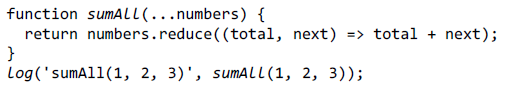 function sumAll(...numbers) {
  return numbers.reduce((total, next) => total + next);
}
log('sumAll(1, 2, 3)', sumAll(1, 2, 3));